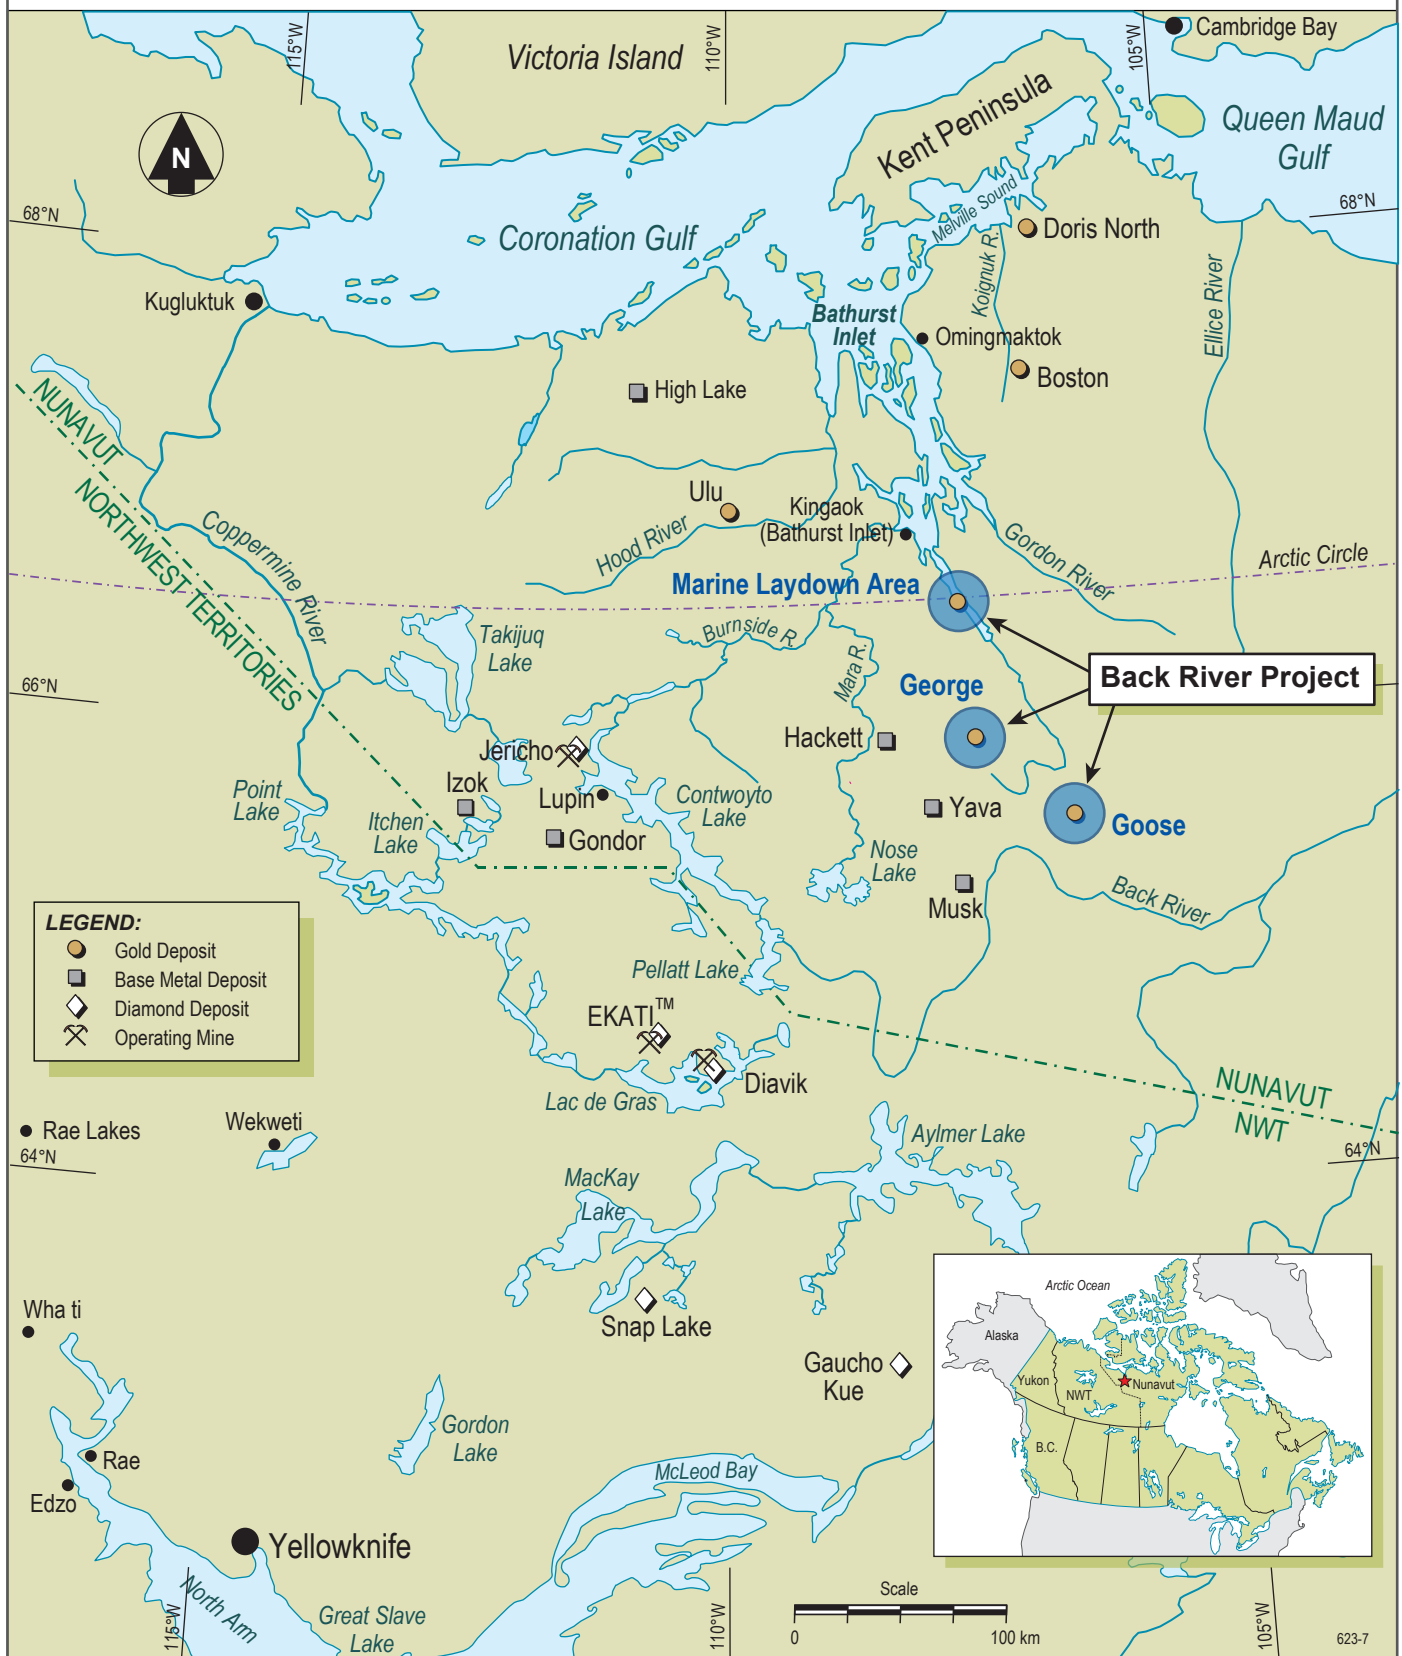 115°W
Victoria Island
110°W
105°W
Cambridge Bay
Queen Maud
Gulf
Kent Peninsula
N
68°N
68°N
Melville Sound
Doris North
Coronation Gulf
Koignuk R.
Ellice River
Kugluktuk
Bathurst
Inlet
Omingmaktok
Boston
High Lake
NUNAVUT
NORTHWEST TERRITORIES
Ulu
Kingaok
(Bathurst Inlet)
Coppermine River
Hood River
Gordon River
Arctic Circle
Marine Laydown Area
Burnside R.
Takijuq
Lake
Mara R.
66°N
George
Back River Project
Hackett
Jericho
Izok
Lupin
Contwoyto
Lake
Point
Lake
Itchen
Lake
Gondor
Yava
Goose
Nose
Lake
Musk
Back River
LEGEND:
Gold Deposit
Base Metal Deposit
Diamond Deposit
Operating Mine
Pellatt Lake
EKATI™
Diavik
Lac de Gras
NUNAVUT
NWT
Rae Lakes
Wekweti
Aylmer Lake
64°N
64°N
MacKay
Lake
Snap Lake
Gaucho
Kue
Wha ti
Arctic Ocean
Alaska
Yukon
NWT
Nunavut
B.C.
Gordon
Lake
Rae
Edzo
McLeod Bay
Yellowknife
North Arm
Great Slave
Lake
115°W
110°W
105°W
Scale
0
100 km
623-7